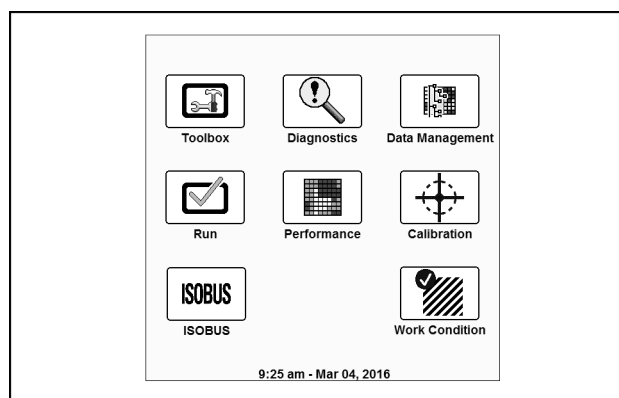 Toolbox
Diagnostics
Data Management
Run
Performance
Calibration
ISOBUS
ISOBUS
Work Condition
9:25 am - Mar 04, 2016